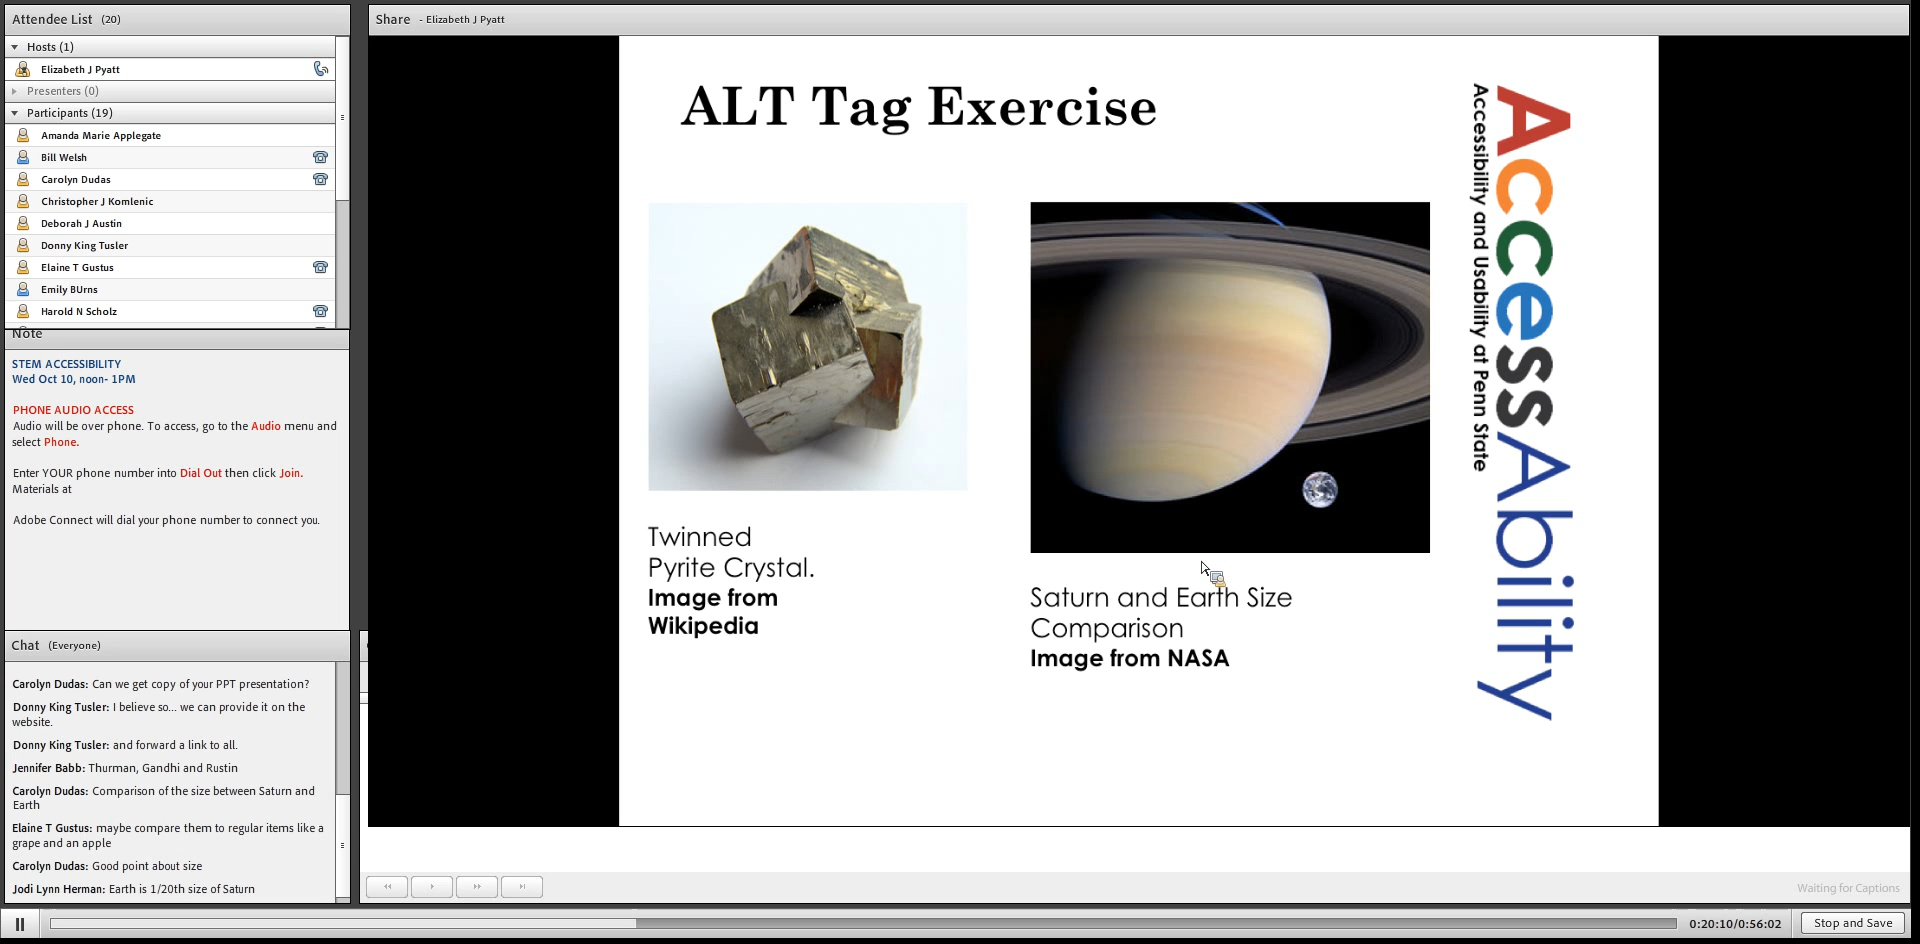 Attendee List (20)
Hosts (1)
Elizabeth J Pyatt
Presenters (0)
Participants (19)
Amanda Marie Applegate
Bill Welsh
Carolyn Dudas
Christopher J Komlenic
Deborah J Austin
Donny King Tusler
Elaine T Gustus
Emily BUrns
Harold N Scholz
Note
STEM ACCESSIBILITY
Wed Oct 10, noon- 1PM
PHONE AUDIO ACCESS
Audio will be over phone. To access, go to the Audio menu and
select Phone.
Enter YOUR phone number into Dial Out then click Join.
Materials at
Adobe Connect will dial your phone number to connect you.
Chat (Everyone)
Carolyn Dudas: Can we get copy of your PPT presentation?
Donny King Tusler: I believe so... we can provide it on the
website.
Donny King Tusler: and forward a link to all.
Jennifer Babb: Thurman, Gandhi and Rustin
Carolyn Dudas: Comparison of the size between Saturn and
Earth
Elaine T Gustus: maybe compare them to regular items like a
grape and an apple
Carolyn Dudas: Good point about size
Jodi Lynn Herman: Earth is 1/20th size of Saturn
Share - Elizabeth J Pyatt
ALT Tag Exercise
Twinned
Pyrite Crystal.
Image from
Wikipedia
Saturn and Earth Size
Comparison
Image from NASA
AccessAbility
Accessibility and Usability at Penn State
Waiting for Captions
0:20:10/0:56:02
Stop and Save